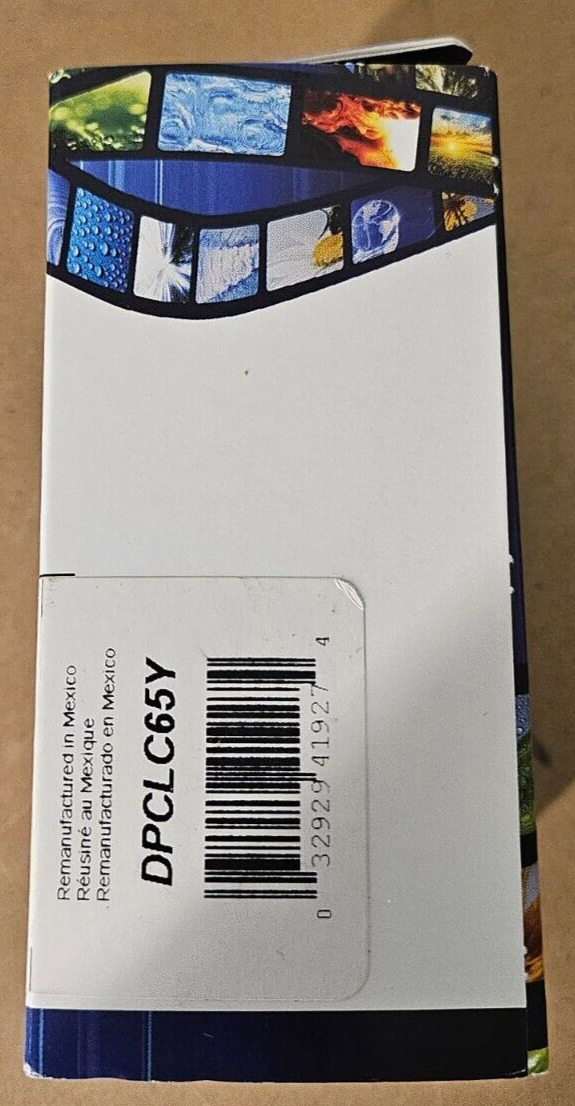 Remanufactured in Mexico
Réusiné au Mexique
Remanufacturado en Mexico
DPCLC65Y
0 32929 41927 4